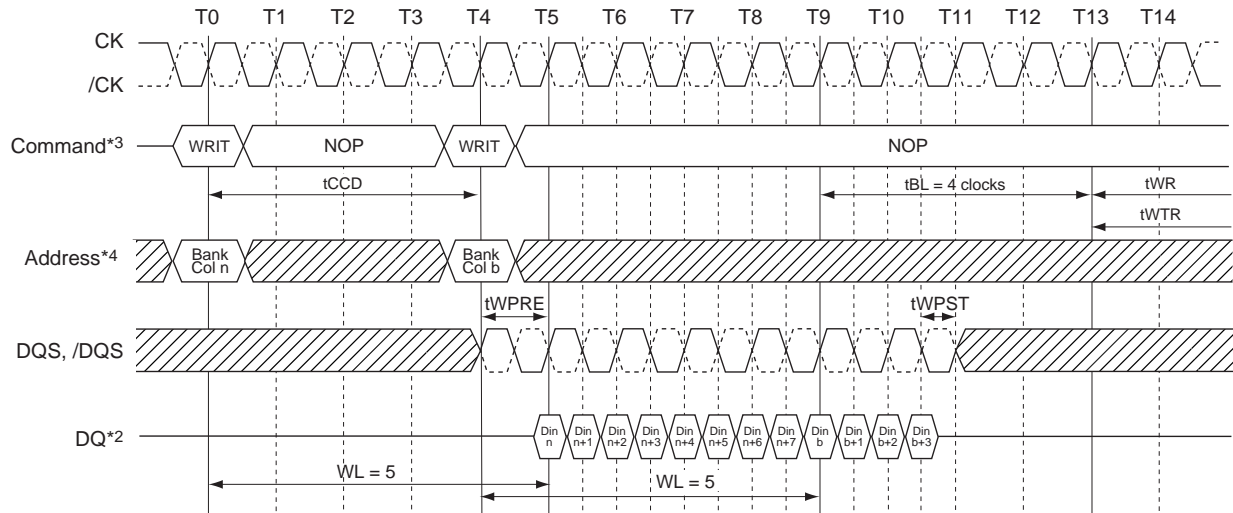 T0 T1 T2 T3 T4 T5 T6 T7 T8 T9 T10 T11 T12 T13 T14
CK
/CK
Command*3 WRIT NOP WRIT NOP
tCCD tBL = 4 clocks tWR
tWTR
Address*4 Bank Col n Bank Col b
tWPRE tWPST
DQS, /DQS
DQ*2 Din n Din n+1 Din n+2 Din n+3 Din n+4 Din n+5 Din n+6 Din n+7 Din b Din b+1 Din b+2 Din b+3
WL = 5 WL = 5